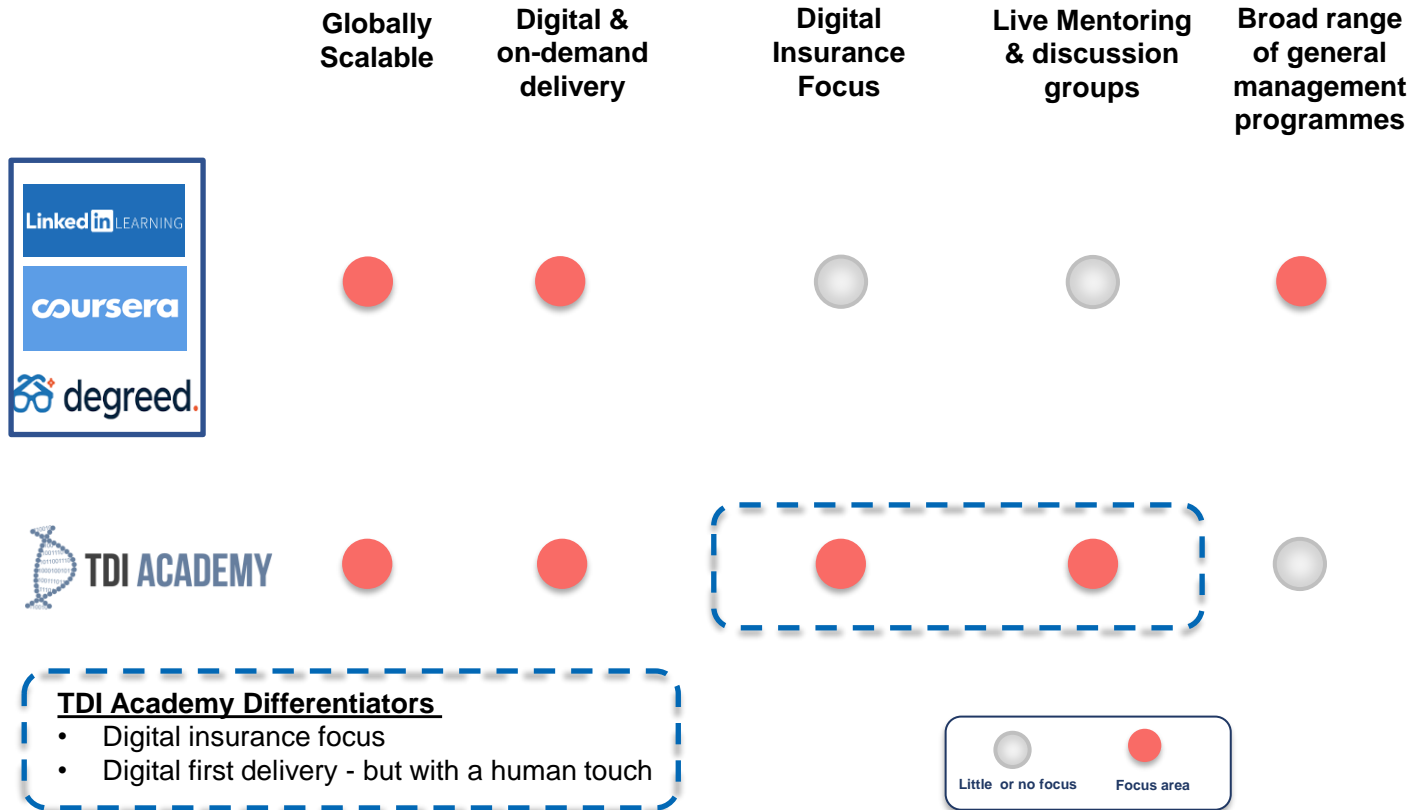 Globally
Scalable
Digital &
on-demand
delivery
Digital
Insurance
Focus
Live Mentoring
& discussion
groups
Broad range
of general
management
programmes
Linked in LEARNING
coursera
degreed.
TDI ACADEMY
TDI Academy Differentiators
• Digital insurance focus
• Digital first delivery - but with a human touch
Little or no focus
Focus area